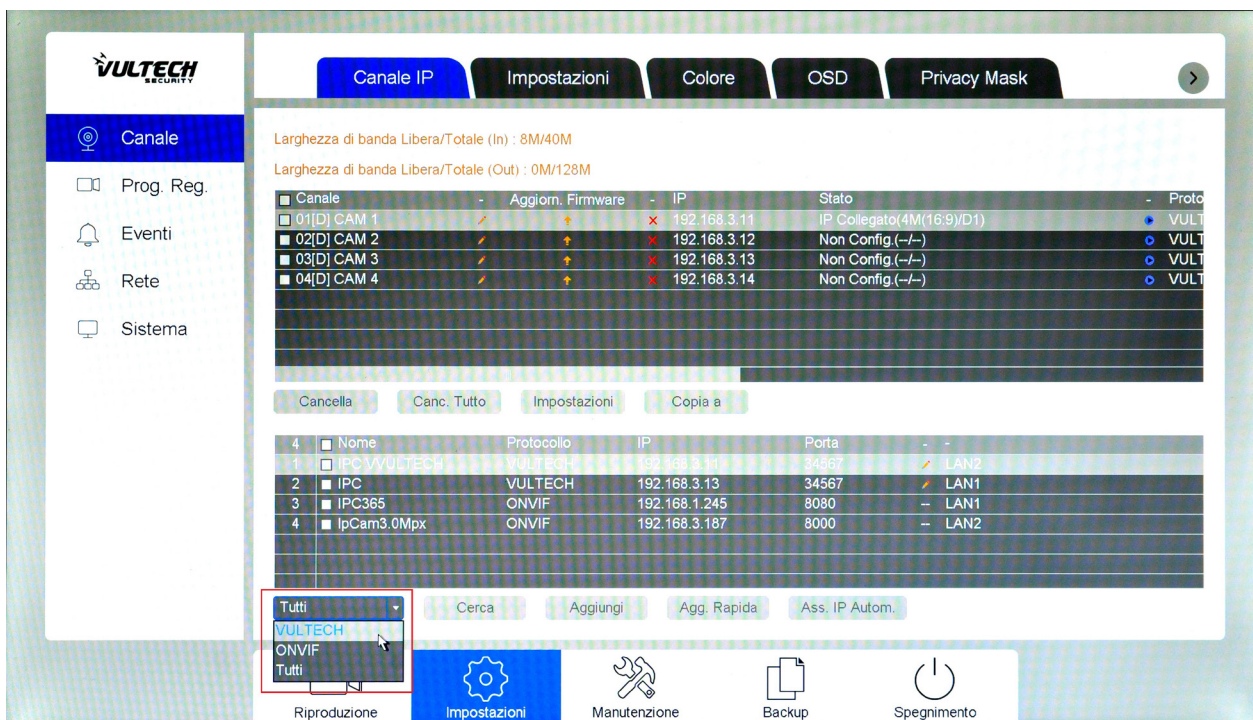 VULTECH
SECURITY
Canale IP Impostazioni Colore OSD Privacy Mask
Canale
Prog. Reg.
Eventi
Rete
Sistema
Larghezza di banda Libera/Totale (In) : 8M/40M
Larghezza di banda Libera/Totale (Out) : 0M/128M
Canale - Aggiorn. Firmware - IP Stato - Proto
01[D] CAM 1 192.168.3.11 IP Collegato(4M(16:9)/D1) VULT
02[D] CAM 2 192.168.3.12 Non Config.(--/--) VULT
03[D] CAM 3 192.168.3.13 Non Config.(--/--) VULT
04[D] CAM 4 192.168.3.14 Non Config.(--/--) VULT
Cancella Canc. Tutto Impostazioni Copia a
4 Nome Protocollo IP Porta - -
1 IPC VVULTECH VULTECH 192.168.3.11 34567 LAN2
2 IPC VULTECH 192.168.3.13 34567 LAN1
3 IPC365 ONVIF 192.168.1.245 8080 -- LAN1
4 IpCam3.0Mpx ONVIF 192.168.3.187 8000 -- LAN2
Tutti Cerca Aggiungi Agg. Rapida Ass. IP Autom.
VULTECH
ONVIF
Tutti
Riproduzione Impostazioni Manutenzione Backup Spegnimento